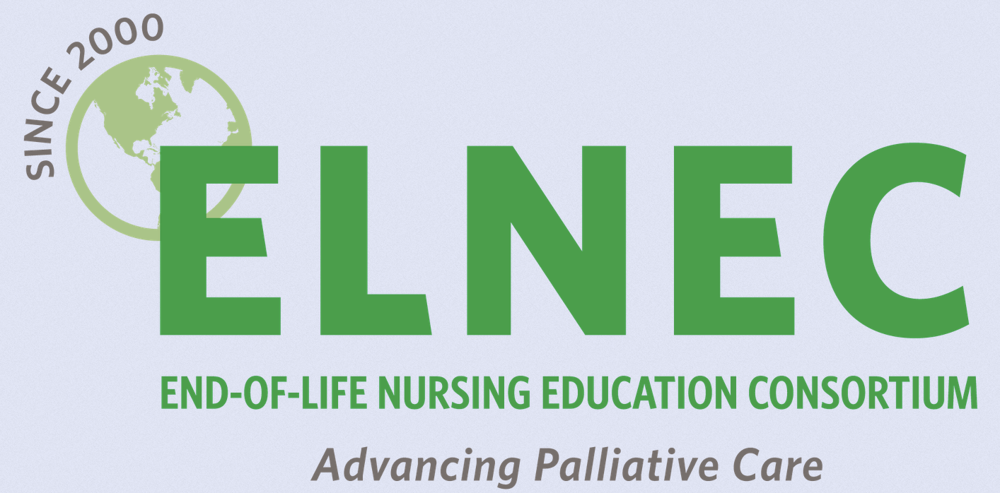 SINCE 2000
ELNEC
END-OF-LIFE NURSING EDUCATION CONSORTIUM
Advancing Palliative Care